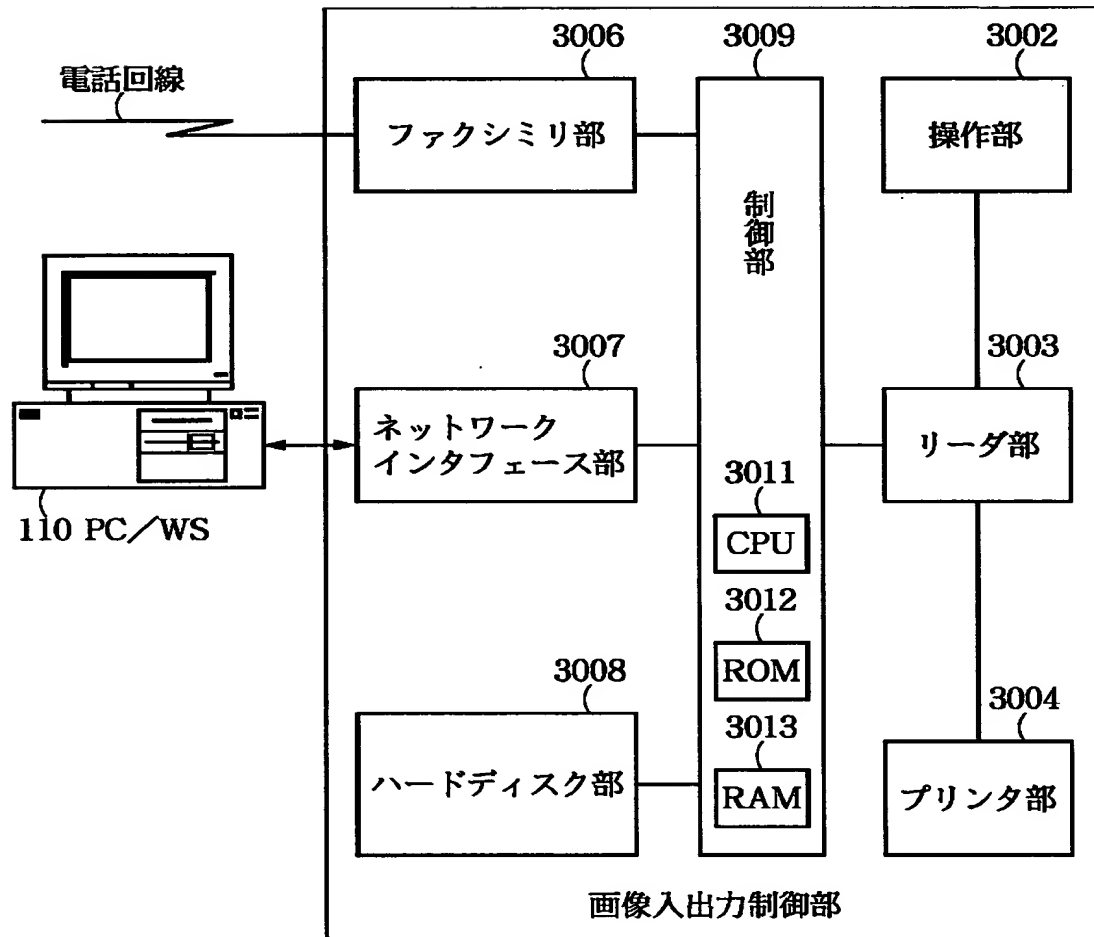 3006
3009
3002
電話回線
ファクシミリ部
操作部
制御部
3007
3003
ネットワーク
インタフェース部
リーダ部
110 PC／WS
3011
CPU
3012
ROM
3008
3004
3013
ハードディスク部
RAM
プリンタ部
画像入出力制御部